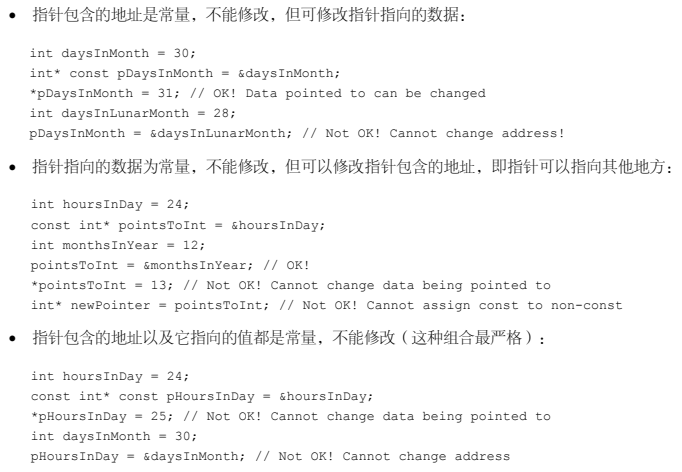 • 指针包含的地址是常量，不能修改，但可修改指针指向的数据：
int daysInMonth = 30;
int* const pDaysInMonth = &daysInMonth;
*pDaysInMonth = 31; // OK! Data pointed to can be changed
int daysInLunarMonth = 28;
pDaysInMonth = &daysInLunarMonth; // Not OK! Cannot change address!
• 指针指向的数据为常量，不能修改，但可以修改指针包含的地址，即指针可以指向其他地方：
int hoursInDay = 24;
const int* pointsToInt = &hoursInDay;
int monthsInYear = 12;
pointsToInt = &monthsInYear; // OK!
*pointsToInt = 13; // Not OK! Cannot change data being pointed to
int* newPointer = pointsToInt; // Not OK! Cannot assign const to non-const
• 指针包含的地址以及它指向的值都是常量，不能修改（这种组合最严格）：
int hoursInDay = 24;
const int* const pHoursInDay = &hoursInDay;
*pHoursInDay = 25; // Not OK! Cannot change data being pointed to
int daysInMonth = 30;
pHoursInDay = &daysInMonth; // Not OK! Cannot change address